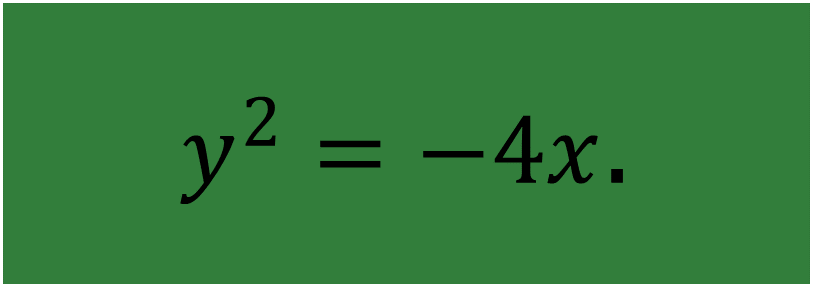 y² = −4x.